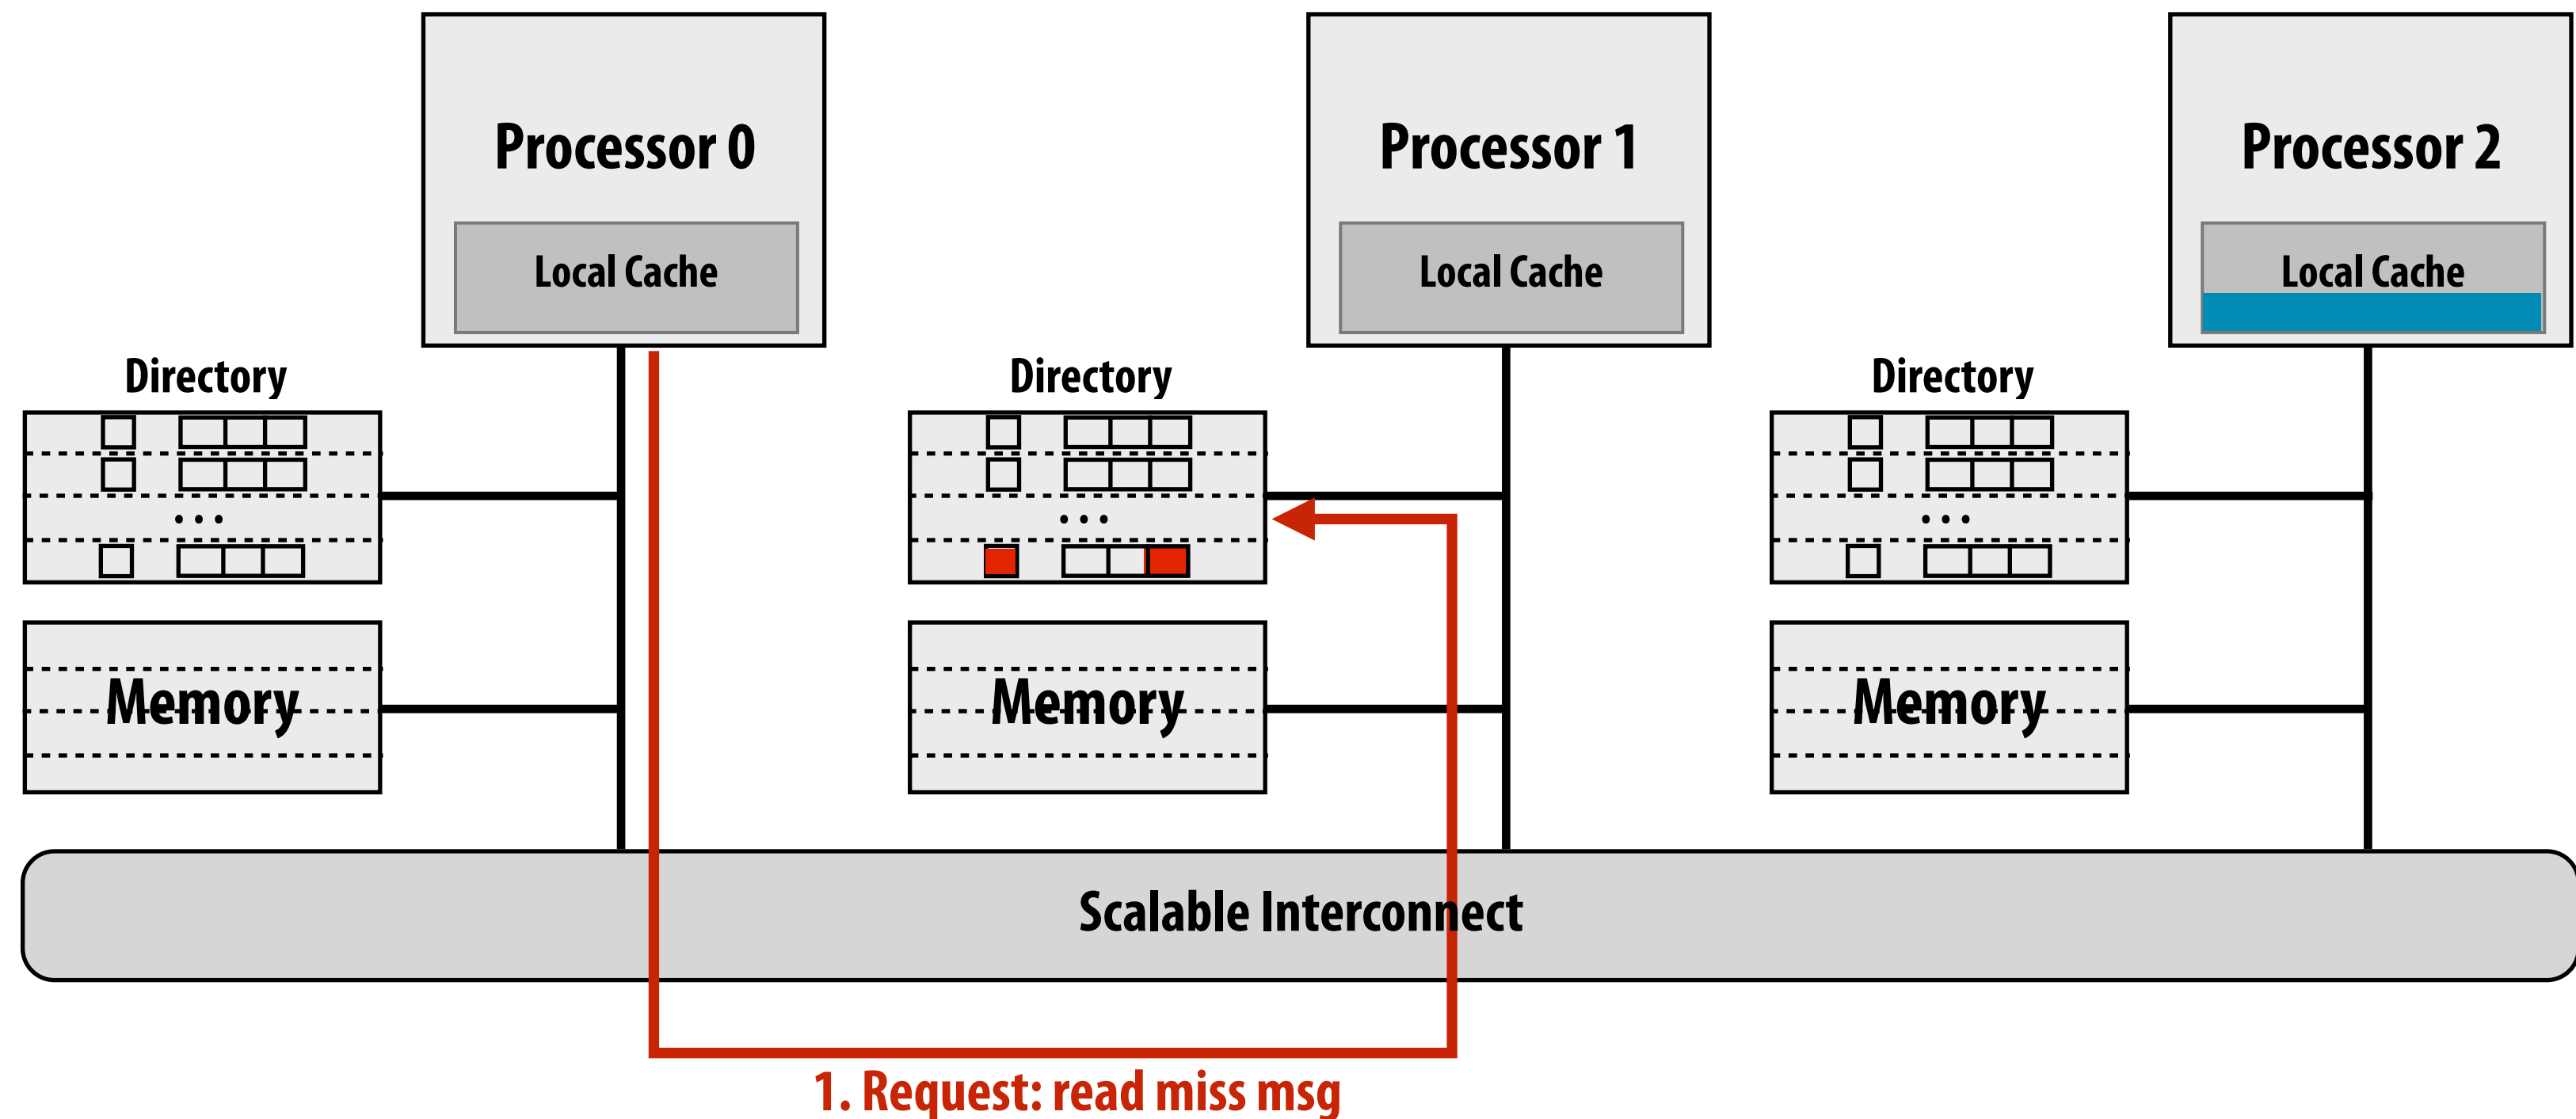 Processor 0
Processor 1
Processor 2
Local Cache
Local Cache
Local Cache
Directory
Directory
Directory
• • •
• • •
• • •
Memory
Memory
Memory
Scalable Interconnect
1. Request: read miss msg